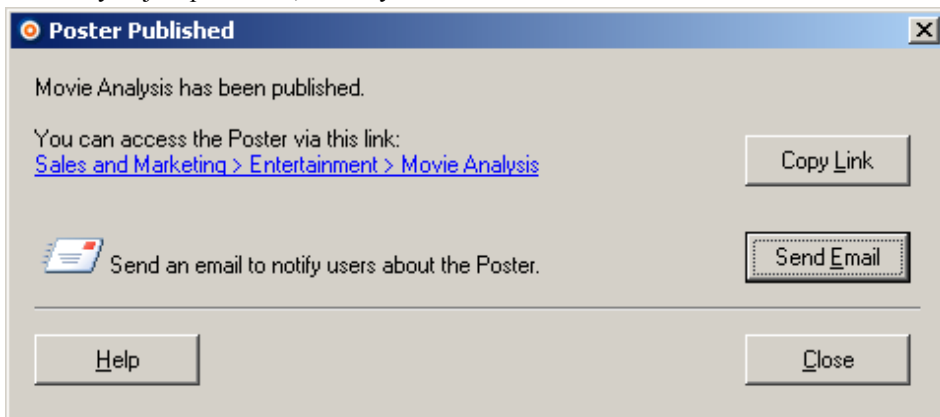 Poster Published
Movie Analysis has been published.
You can access the Poster via this link:
Sales and Marketing > Entertainment > Movie Analysis
Copy Link
Send an email to notify users about the Poster.
Send Email
Help
Close